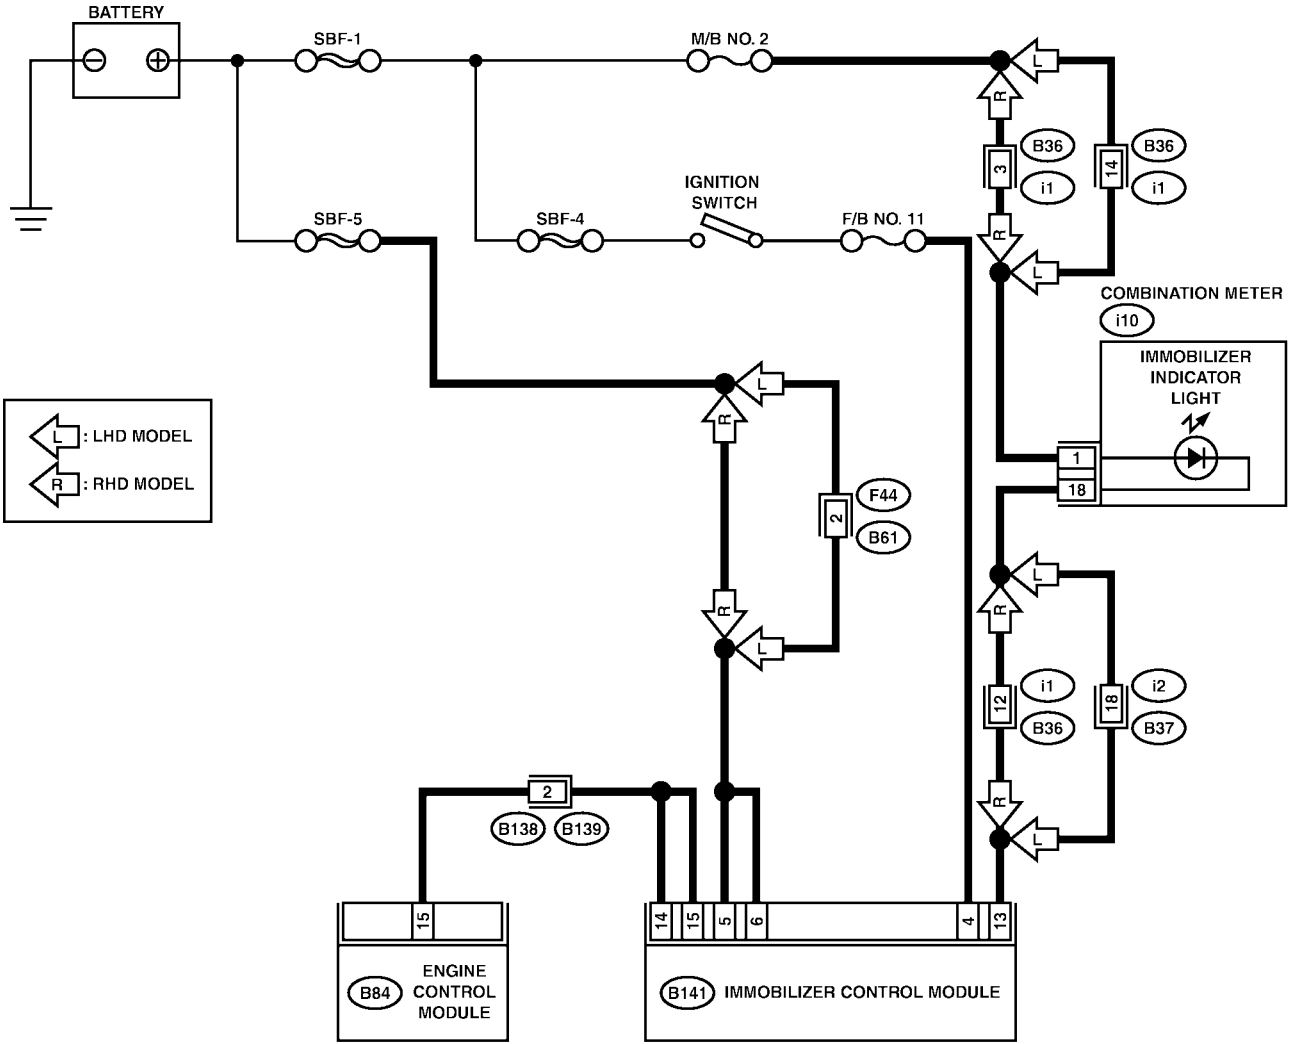 BATTERY
SBF-1
M/B NO. 2
L
R
B36
B36
3
14
i1
i1
IGNITION
SWITCH
SBF-5
SBF-4
F/B NO. 11
R
L
COMBINATION METER
i10
IMMOBILIZER
INDICATOR
LIGHT
L
R
L : LHD MODEL
R : RHD MODEL
1
18
F44
2
B61
L
R
R
L
i1
i2
12
18
B36
B37
R
L
2
B138
B139
15
14
15
5
6
4
13
ENGINE
B84
CONTROL
MODULE
B141
IMMOBILIZER CONTROL MODULE